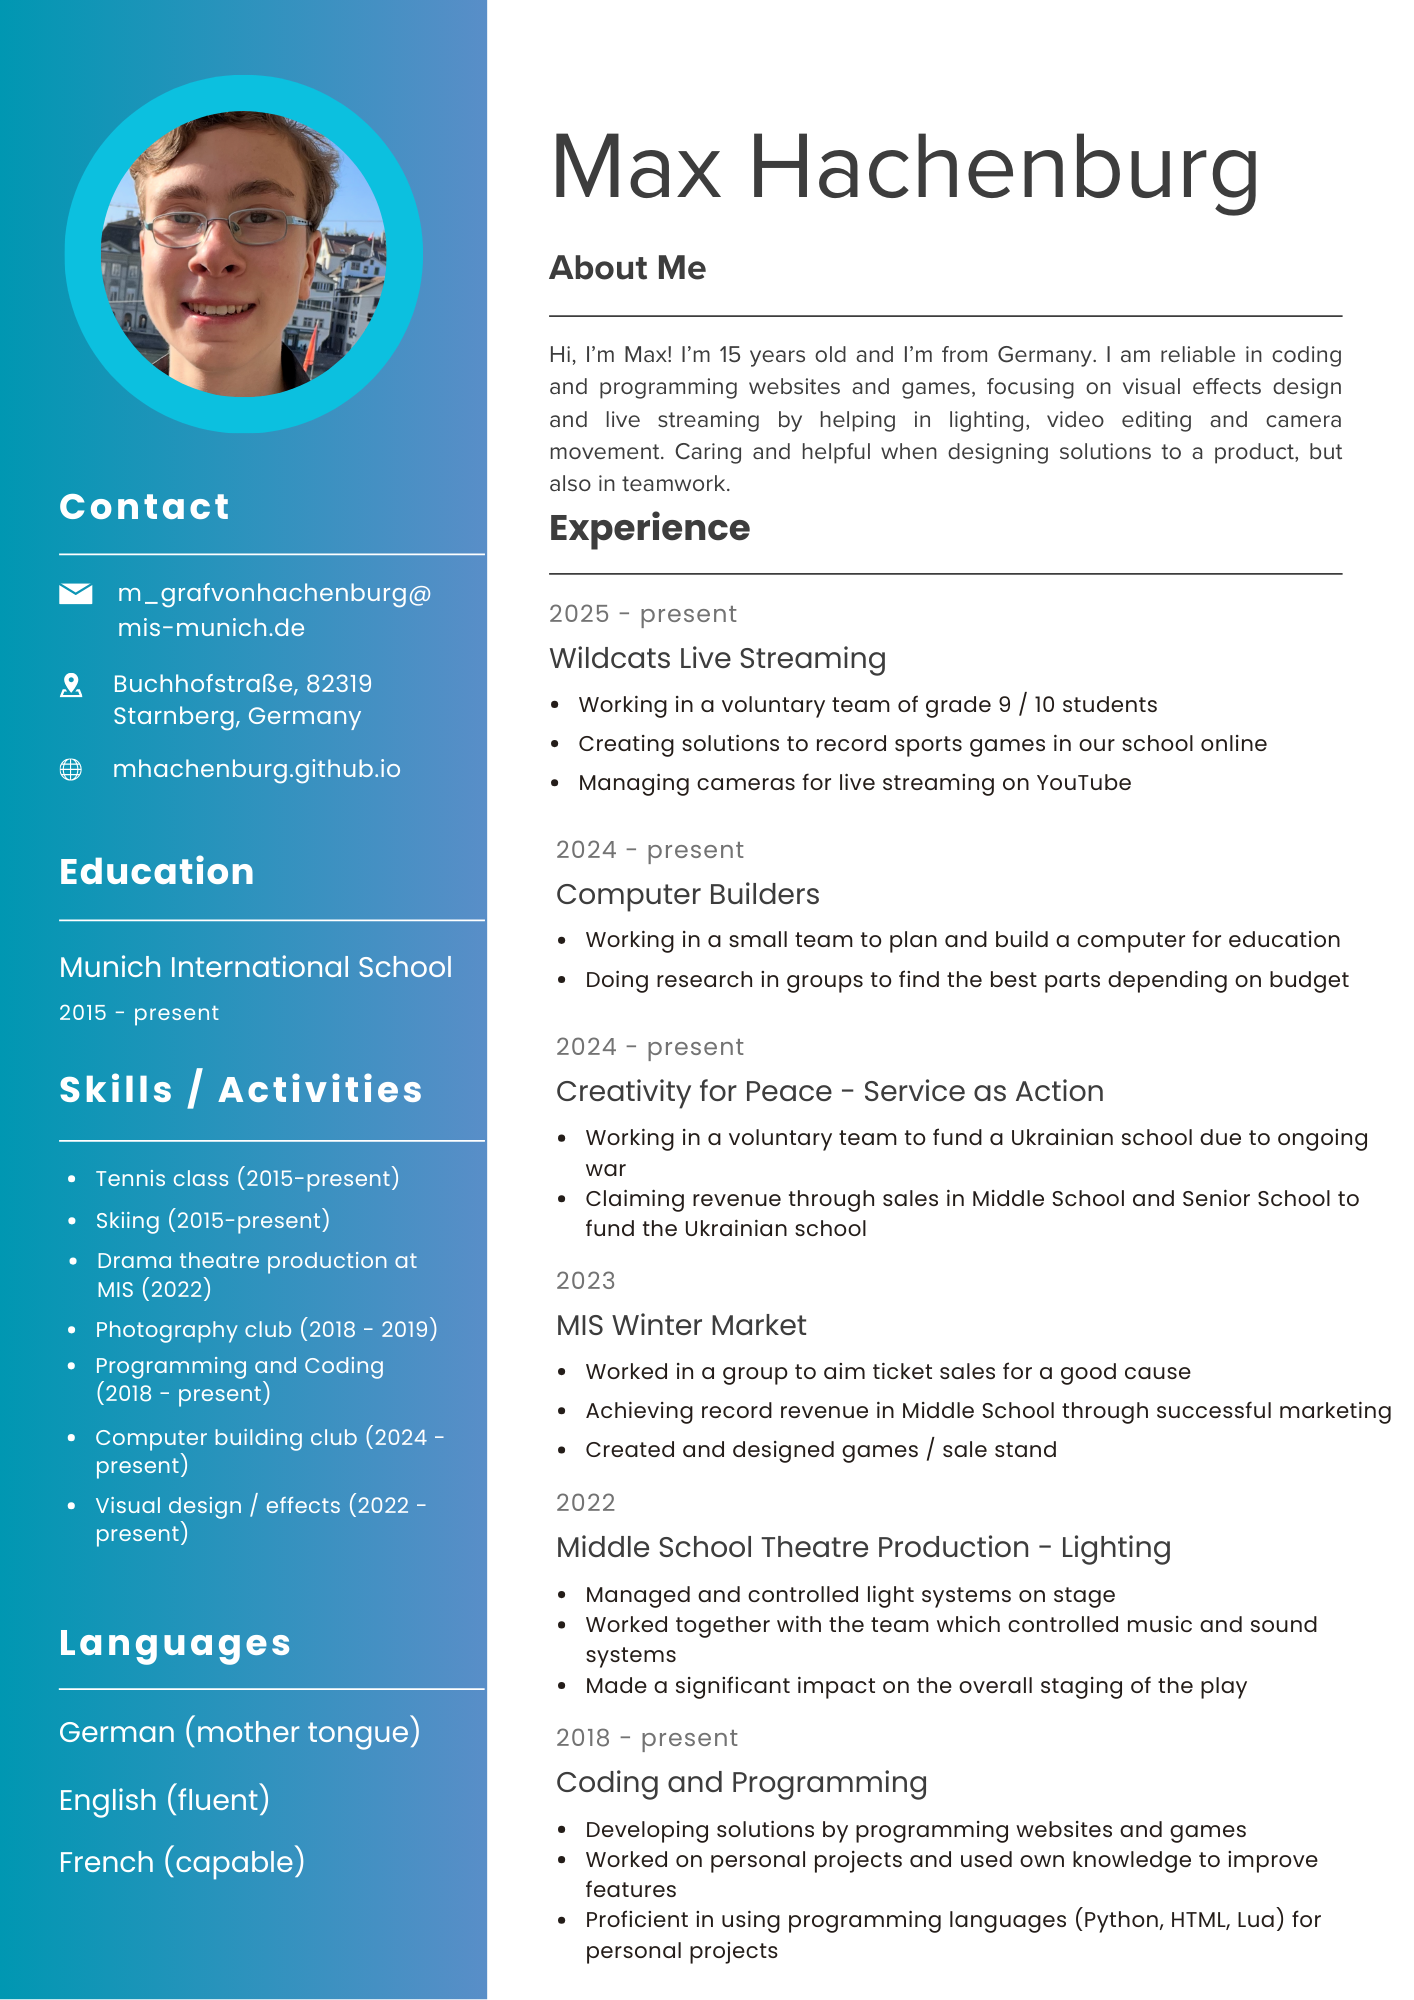 Max Hachenburg
About Me
Hi, I'm Max! I'm 15 years old and I'm from Germany. I am reliable in coding
and programming websites and games, focusing on visual effects design
and live streaming by helping in lighting, video editing and camera
movement. Caring and helpful when designing solutions to a product, but
also in teamwork.
Contact
m_grafvonhachenburg@
mis-munich.de
Buchhofstraße, 82319
Starnberg, Germany
mhachenburg.github.io
Education
Munich International School
2015 - present
Skills / Activities
• Tennis class (2015-present)
• Skiing (2015-present)
• Drama theatre production at
MIS (2022)
• Photography club (2018 - 2019)
• Programming and Coding
(2018 - present)
• Computer building club (2024 -
present)
• Visual design / effects (2022 -
present)
Languages
German (mother tongue)
English (fluent)
French (capable)
Experience
2025 - present
Wildcats Live Streaming
• Working in a voluntary team of grade 9 / 10 students
• Creating solutions to record sports games in our school online
• Managing cameras for live streaming on YouTube
2024 - present
Computer Builders
• Working in a small team to plan and build a computer for education
• Doing research in groups to find the best parts depending on budget
2024 - present
Creativity for Peace - Service as Action
• Working in a voluntary team to fund a Ukrainian school due to ongoing
war
• Claiming revenue through sales in Middle School and Senior School to
fund the Ukrainian school
2023
MIS Winter Market
• Worked in a group to aim ticket sales for a good cause
• Achieving record revenue in Middle School through successful marketing
• Created and designed games / sale stand
2022
Middle School Theatre Production - Lighting
• Managed and controlled light systems on stage
• Worked together with the team which controlled music and sound
systems
• Made a significant impact on the overall staging of the play
2018 - present
Coding and Programming
• Developing solutions by programming websites and games
• Worked on personal projects and used own knowledge to improve
features
• Proficient in using programming languages (Python, HTML, Lua) for
personal projects